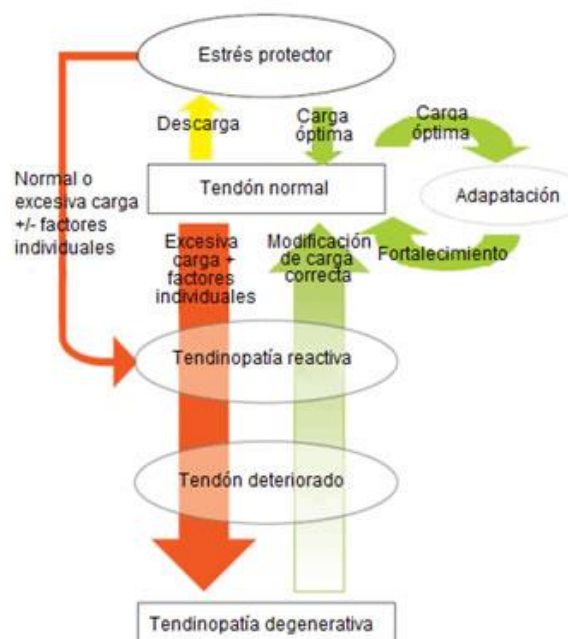 Estrés protector
Descarga
Carga
óptima
Carga
óptima
Normal o
excesiva carga
+/- factores
individuales
Tendón normal
Adapatación
Excesiva
carga +
factores
individuales
Modificación
de carga
correcta
Fortalecimiento
Tendinopatía reactiva
Tendón deteriorado
Tendinopatía degenerativa